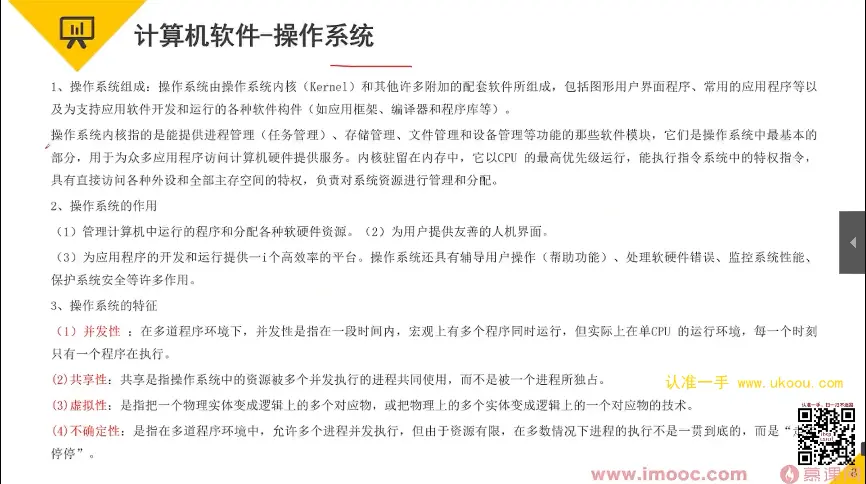 计算机软件-操作系统
1、操作系统组成：操作系统由操作系统内核（Kernel）和其他许多附加的配套软件所组成，包括图形用户界面程序、常用的应用程序等以
及为支持应用软件开发和运行的各种软件构件（如应用框架、编译器和程序库等）。
操作系统内核指的是能提供进程管理（任务管理）、存储管理、文件管理和设备管理等功能的那些软件模块，它们是操作系统中最基本的
部分，用于为众多应用程序访问计算机硬件提供服务。内核驻留在内存中，它以CPU 的最高优先级运行，能执行指令系统中的特权指令，
具有直接访问各种外设和全部主存空间的特权，负责对系统资源进行管理和分配。
2、操作系统的作用
（1）管理计算机中运行的程序和分配各种软硬件资源。（2）为用户提供友善的人机界面。
（3）为应用程序的开发和运行提供一i个高效率的平台。操作系统还具有辅导用户操作（帮助功能）、处理软硬件错误、监控系统性能、
保护系统安全等许多作用。
3、操作系统的特征
（1）并发性 ：在多道程序环境下，并发性是指在一段时间内，宏观上有多个程序同时运行，但实际上在单CPU 的运行环境，每一个时刻
只有一个程序在执行。
(2)共享性：共享是指操作系统中的资源被多个并发执行的进程共同使用，而不是被一个进程所独占。
认准一手 www.ukoou.com
(3)虚拟性：是指把一个物理实体变成逻辑上的多个对应物，或把物理上的多个实体变成逻辑上的一个对应物的技术。
(4)不确定性：是指在多道程序环境中，允许多个进程并发执行，但由于资源有限，在多数情况下进程的执行不是一贯到底的，而是“走
停停”。
www.imooc.com 慕课